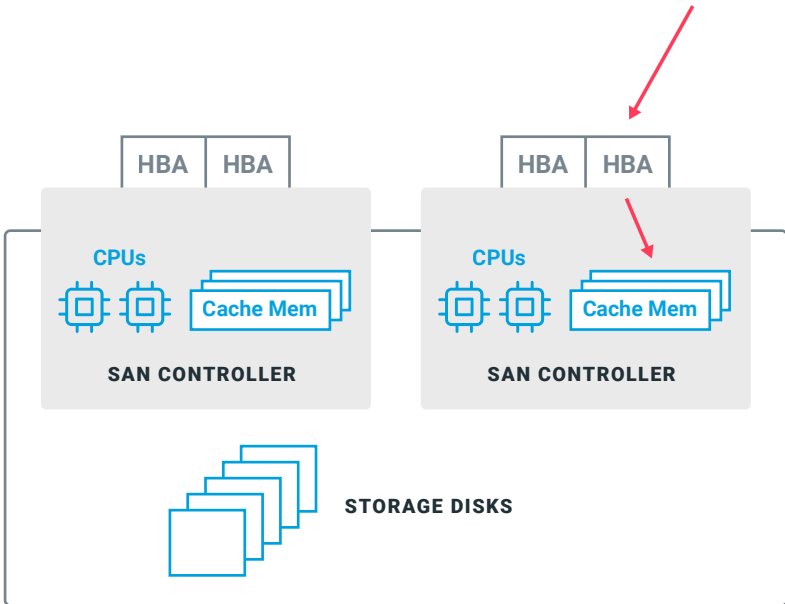 HBA HBA
HBA HBA
CPUs
Cache Mem
SAN CONTROLLER
CPUs
Cache Mem
SAN CONTROLLER
STORAGE DISKS